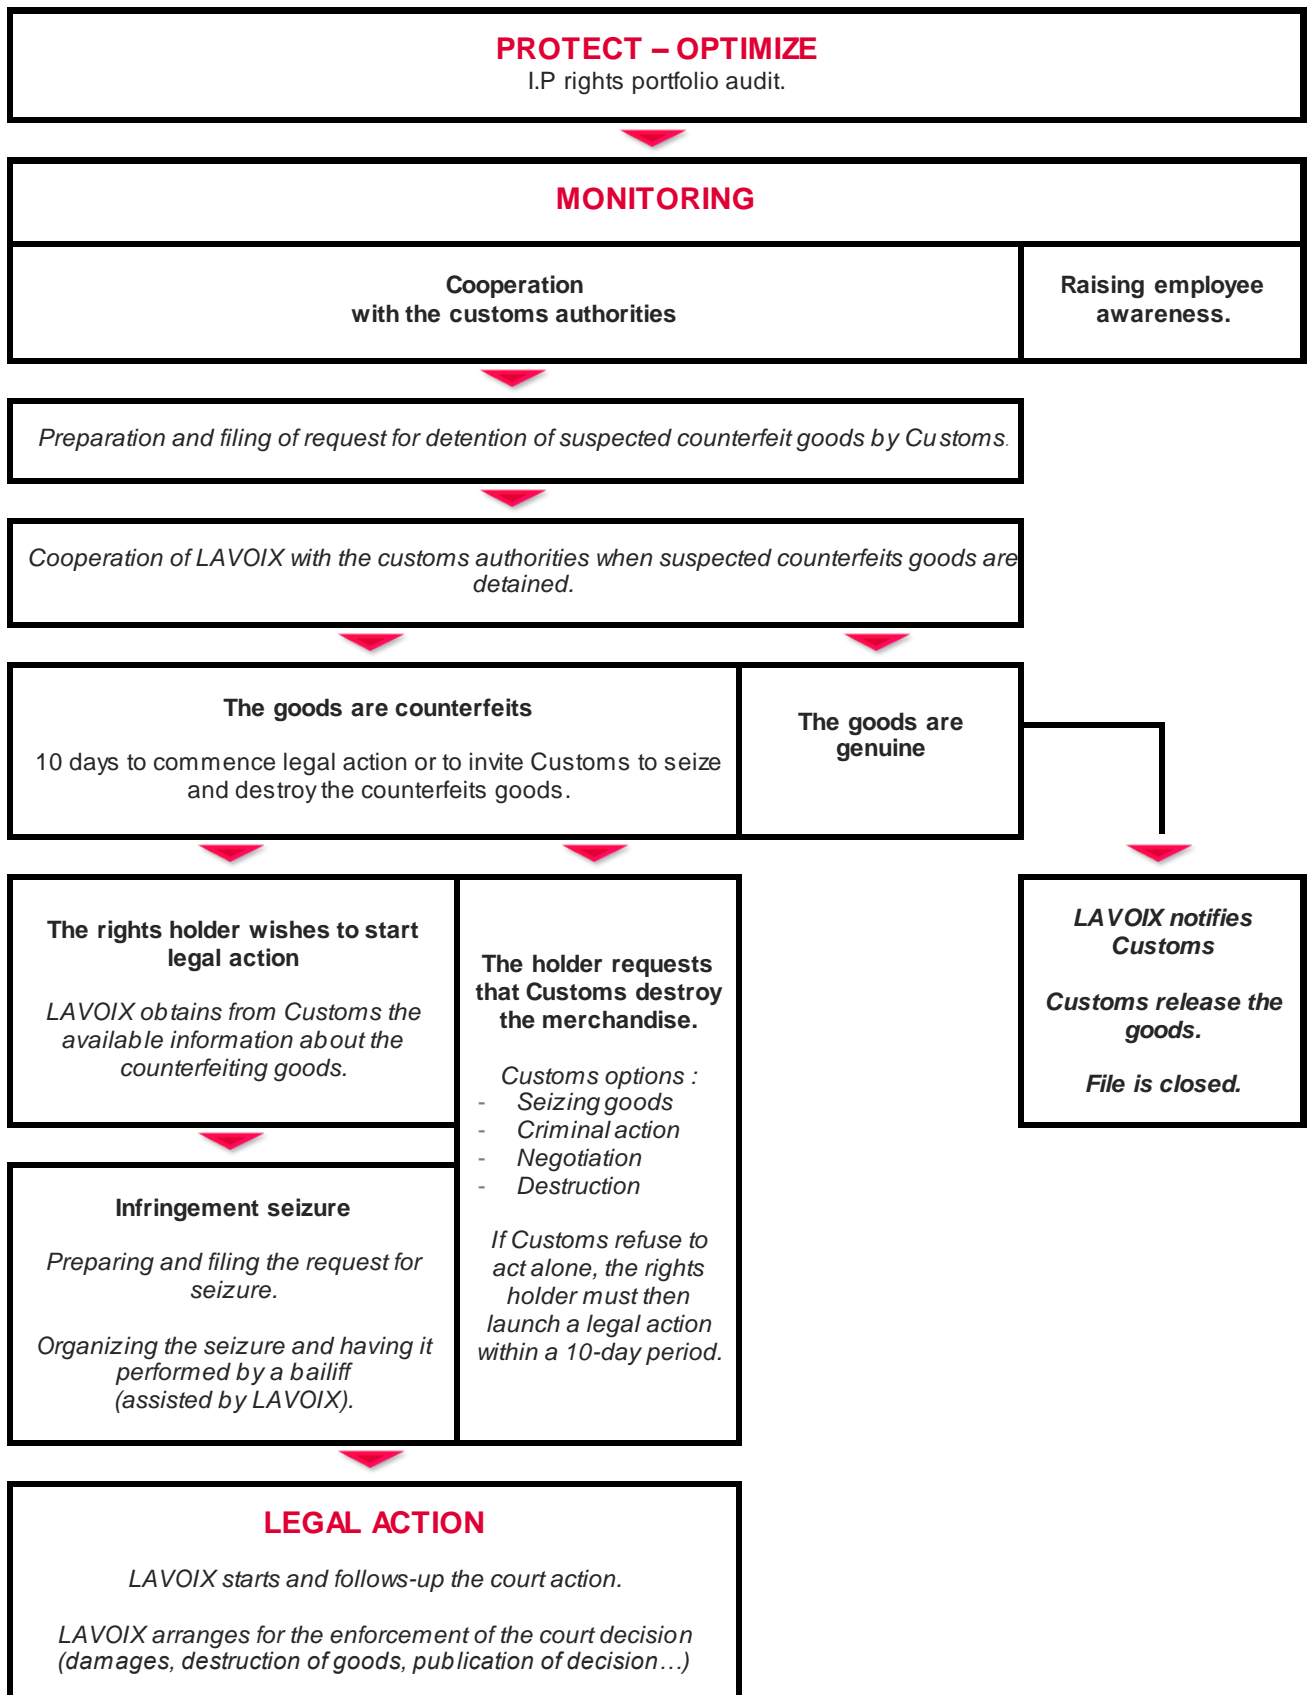 PROTECT – OPTIMIZE
I.P rights portfolio audit.
MONITORING
Cooperation
with the customs authorities
Raising employee
awareness.
Preparation and filing of request for detention of suspected counterfeit goods by Customs.
Cooperation of LAVOIX with the customs authorities when suspected counterfeits goods are
detained.
The goods are counterfeits
10 days to commence legal action or to invite Customs to seize
and destroy the counterfeits goods.
The goods are
genuine
The rights holder wishes to start
legal action
LAVOIX obtains from Customs the
available information about the
counterfeiting goods.
The holder requests
that Customs destroy
the merchandise.
Customs options :
- Seizing goods
- Criminal action
- Negotiation
- Destruction
If Customs refuse to
act alone, the rights
holder must then
launch a legal action
within a 10-day period.
LAVOIX notifies
Customs
Customs release the
goods.
File is closed.
Infringement seizure
Preparing and filing the request for
seizure.
Organizing the seizure and having it
performed by a bailiff
(assisted by LAVOIX).
LEGAL ACTION
LAVOIX starts and follows-up the court action.
LAVOIX arranges for the enforcement of the court decision
(damages, destruction of goods, publication of decision…)